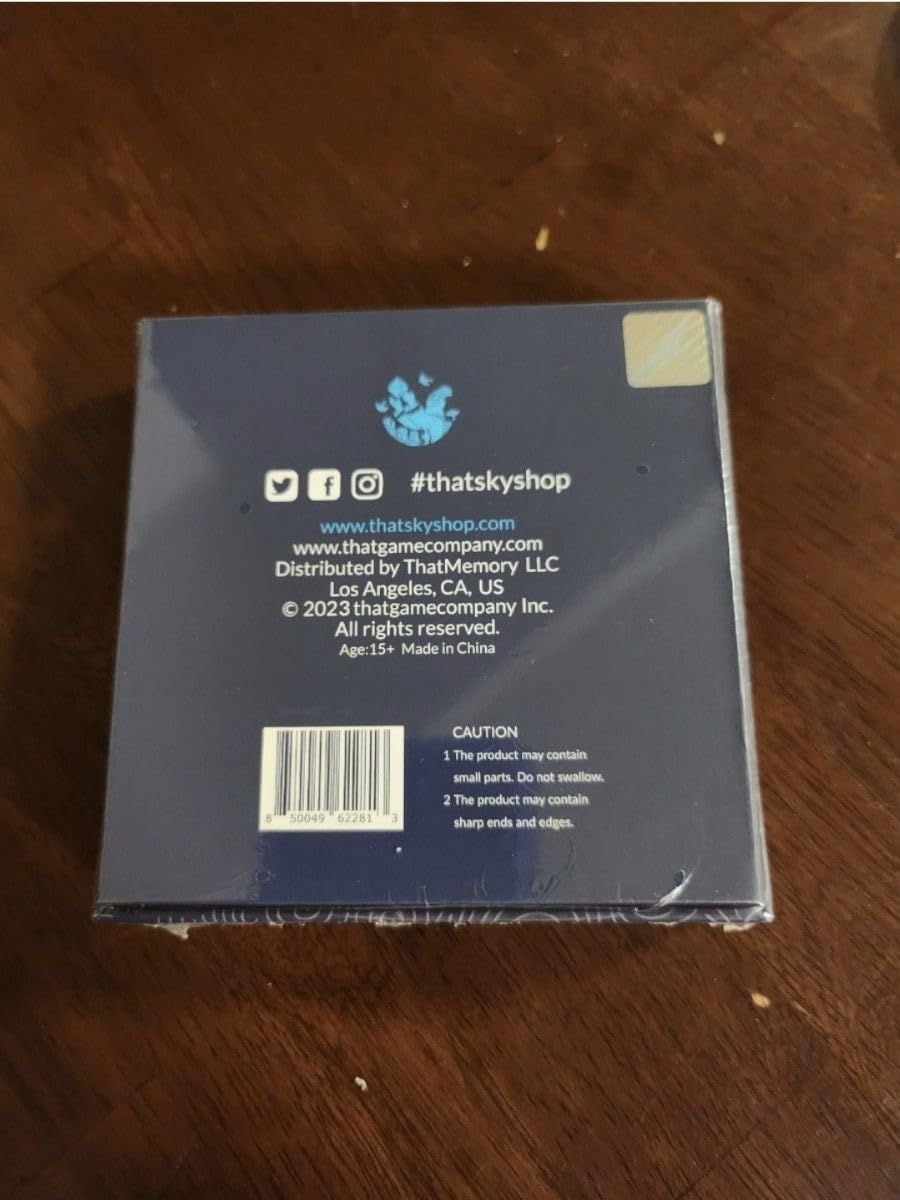 #thatskyshop
www.thatskyshop.com
www.thatgamecompany.com
Distributed by ThatMemory LLC
Los Angeles, CA, US
© 2023 thatgamecompany Inc.
All rights reserved.
Age:15+ Made in China
CAUTION
1 The product may contain
small parts. Do not swallow.
2 The product may contain
sharp ends and edges.
8 50049 62281 3